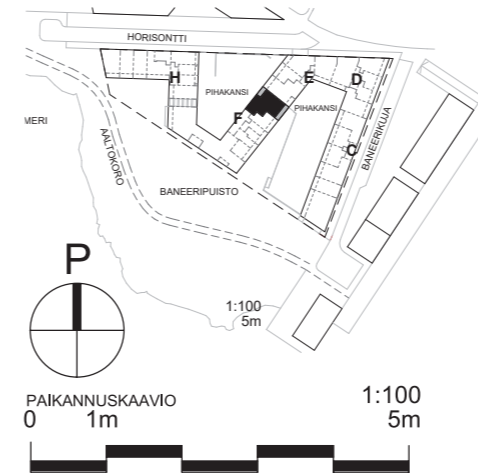 HORISONTTI
H
E
D
PIHAKANSI
PIHAKANSI
F
MERI
C
BANEERIKUJA
AALTOKORO
BANEERIPUISTO
P
1:100
5m
PAIKANNUSKAAVIO
1:100
0 1m 5m